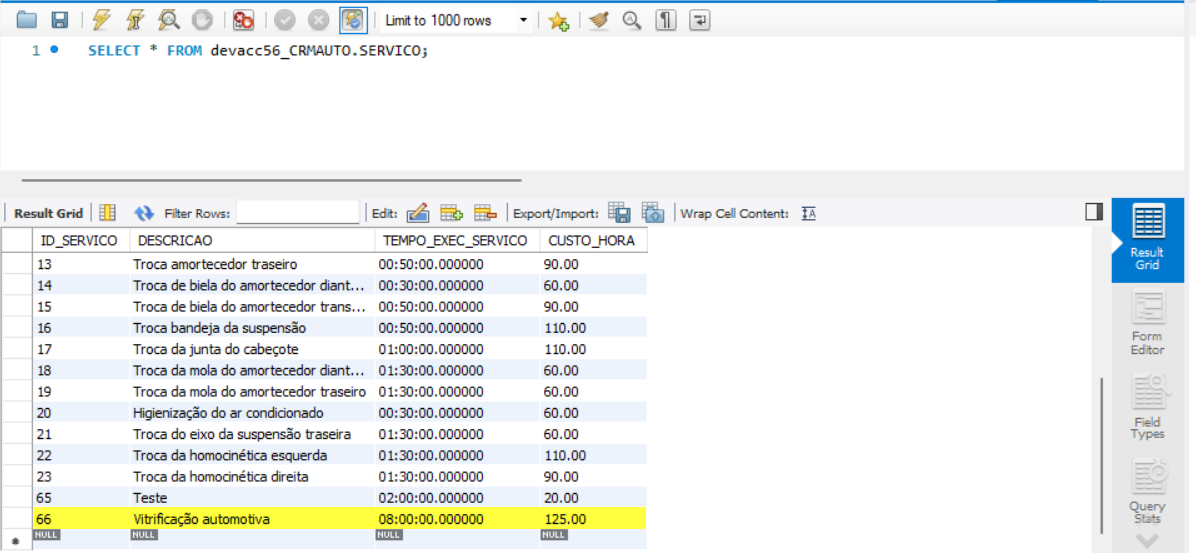 Limit to 1000 rows
1 SELECT * FROM devacc56_CRMAUTO.SERVICO;
Result Grid Filter Rows: Edit: Export/Import: Wrap Cell Content:
ID_SERVICO DESCRICAO TEMPO_EXEC_SERVICO CUSTO_HORA
13 Troca amortecedor traseiro 00:50:00.000000 90.00
14 Troca de biela do amortecedor diant... 00:30:00.000000 60.00
15 Troca de biela do amortecedor trans... 00:50:00.000000 90.00
16 Troca bandeja da suspensão 00:50:00.000000 110.00
17 Troca da junta do cabeçote 01:00:00.000000 110.00
18 Troca da mola do amortecedor diant... 01:30:00.000000 60.00
19 Troca da mola do amortecedor traseiro 01:30:00.000000 60.00
20 Higienização do ar condicionado 00:30:00.000000 60.00
21 Troca do eixo da suspensão traseira 01:30:00.000000 60.00
22 Troca da homocinética esquerda 01:30:00.000000 110.00
23 Troca da homocinética direita 01:30:00.000000 90.00
65 Teste 02:00:00.000000 20.00
66 Vitrificação automotiva 08:00:00.000000 125.00
* NULL NULL NULL NULL
Result
Grid
Form
Editor
Field
Types
Query
Stats